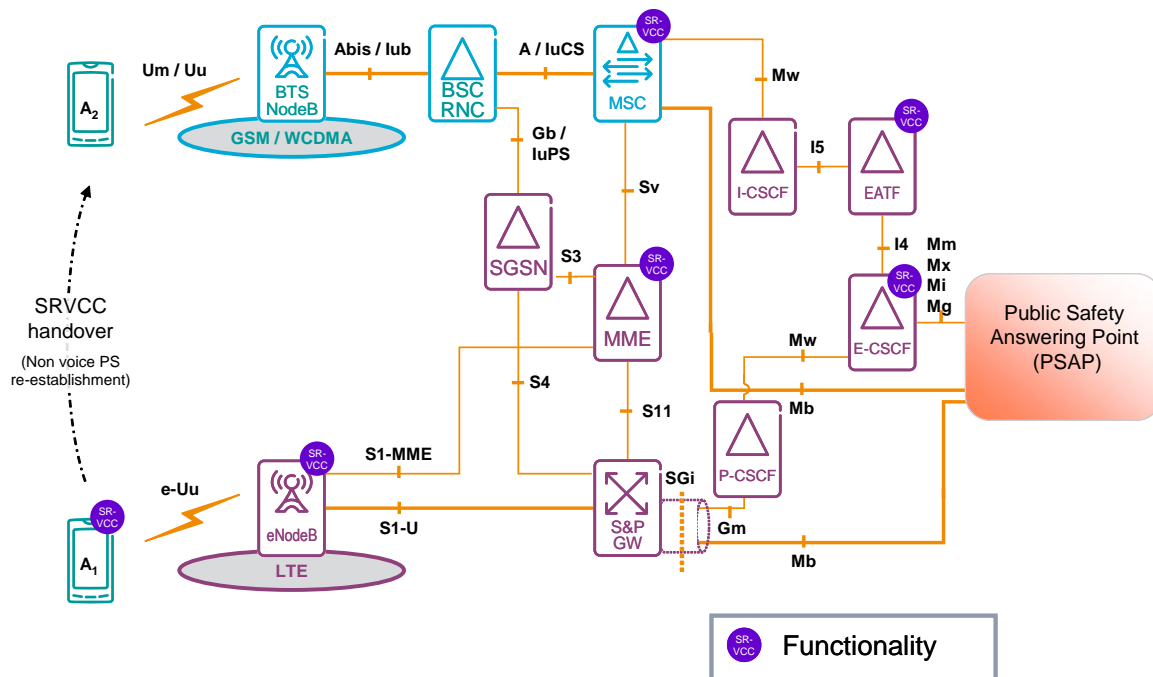 SR-
VCC
Abis / Iub
A / IuCS
Um / Uu
Mw
A2
BTS
NodeB
BSC
RNC
MSC
GSM / WCDMA
Gb /
IuPS
SR-
VCC
I5
I-CSCF
EATF
Sv
SGSN
S3
SR-
VCC
I4
Mm
Mx
Mi
Mg
SR-
VCC
SRVCC
handover
(Non voice PS
re-establishment)
MME
E-CSCF
Public Safety
Answering Point
(PSAP)
Mw
S4
Mb
S11
S1-MME
SR-
VCC
P-CSCF
SGi
e-Uu
SR-
VCC
eNodeB
S1-U
S&P
GW
Gm
Mb
A1
LTE
SR-
VCC
Functionality